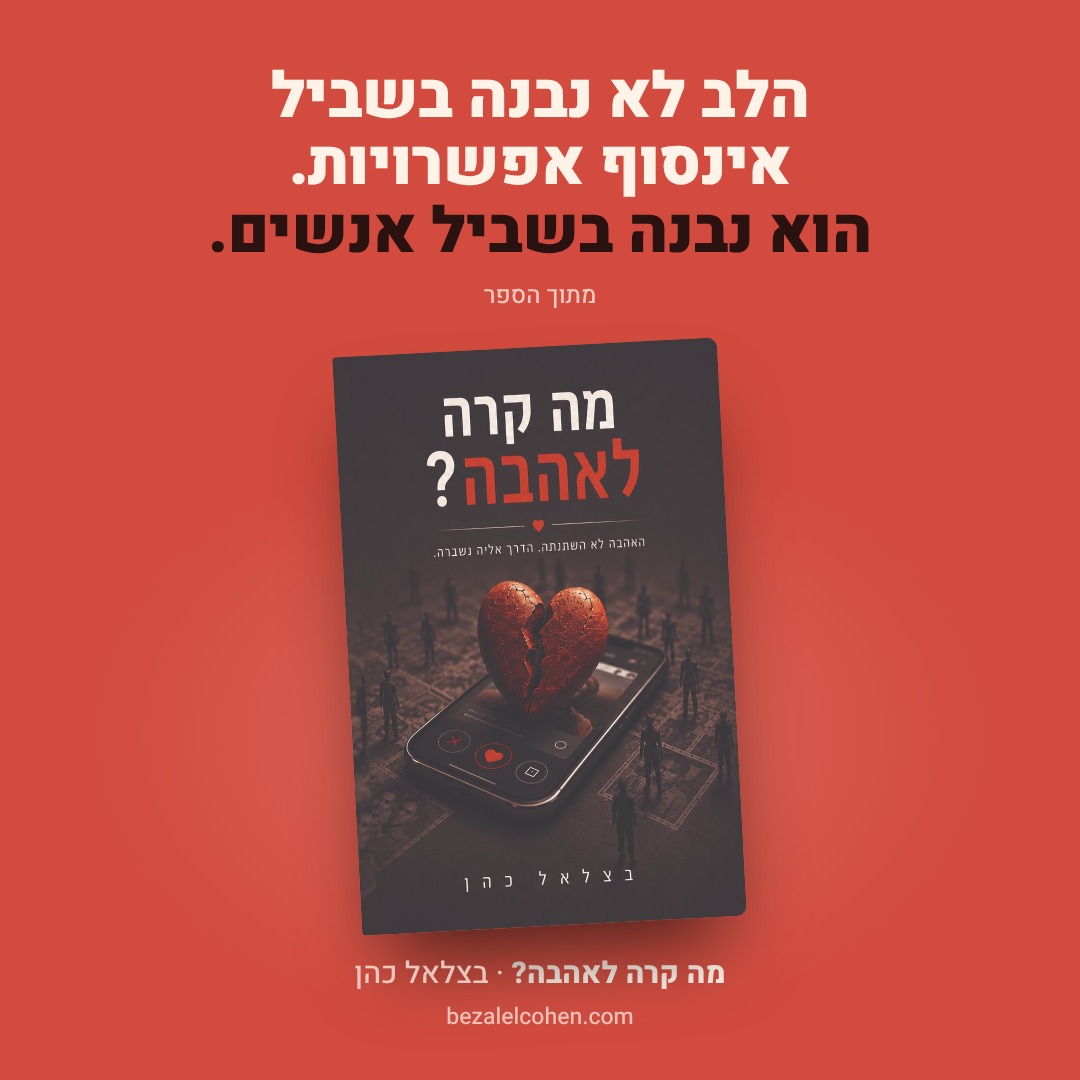 הלב לא נבנה בשביל
אינסוף אפשרויות.
הוא נבנה בשביל אנשים.
מתוך הספר
מה קרה
לאהבה?
האהבה לא השתנתה. הדרך אליה נשברה.
בצלאל כהן
מה קרה לאהבה? · בצלאל כהן
bezalelcohen.com